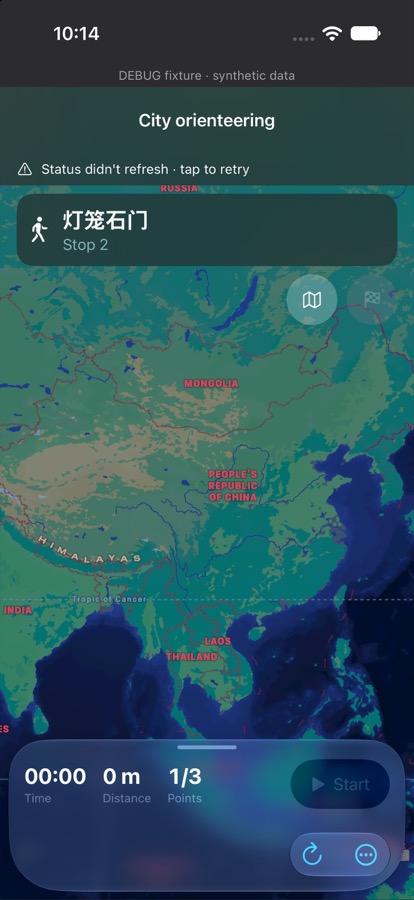 10:14
DEBUG fixture · synthetic data
City orienteering
Status didn't refresh · tap to retry
RUSSIA
灯笼石门
Stop 2
MONGOLIA
PEOPLE'S
REPUBLIC
OF CHINA
HIMALAYAS
Tropic of Cancer
INDIA
LAOS
THAILAND
ES
00:00 0 m 1/3 Start
Time Distance Points